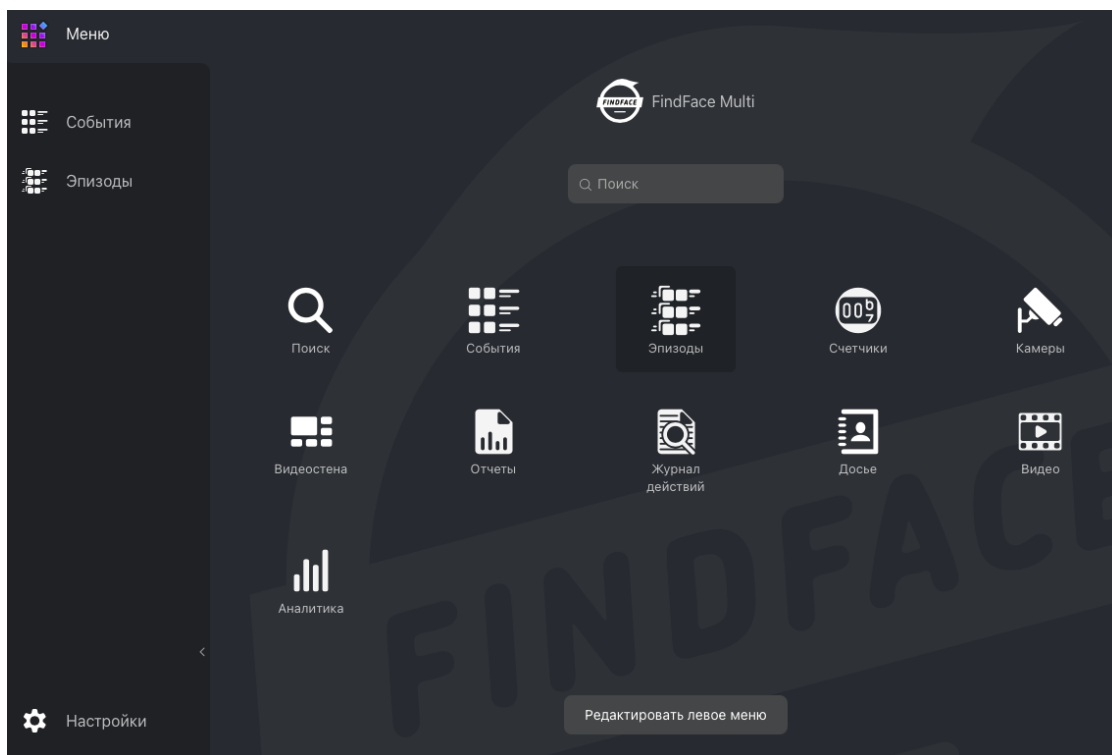 Меню
События
Эпизоды
FINDFACE
FindFace Multi
Поиск
Поиск
События
Эпизоды
Счетчики
Камеры
Видеостена
Отчеты
Журнал
действий
Досье
Видео
Аналитика
FINDFACE
Настройки
Редактировать левое меню